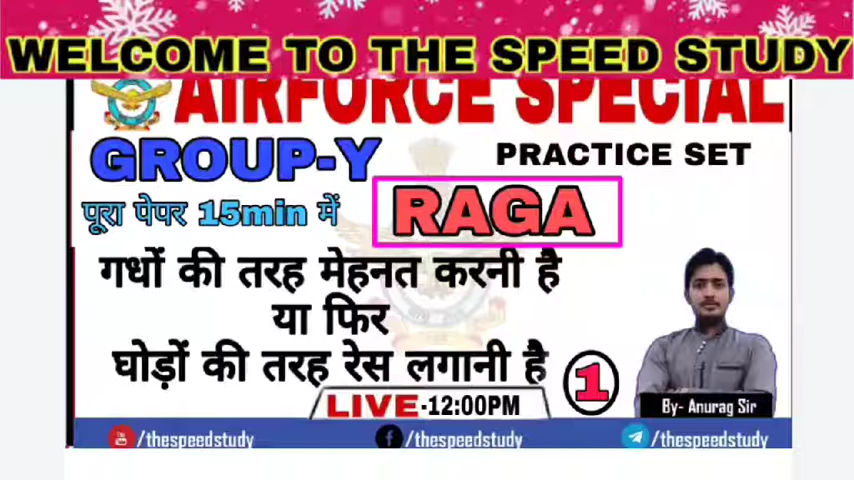 WELCOME TO THE SPEED STUDY
AIRFORCE SPECIAL
GROUP-Y
PRACTICE SET
पूरा पेपर 15min में
RAGA
गधों की तरह मेहनत करनी है
या फिर
घोड़ों की तरह रेस लगानी है
1
LIVE-12:00PM
By- Anurag Sir
/thespeedstudy
/thespeedstudy
/thespeedstudy